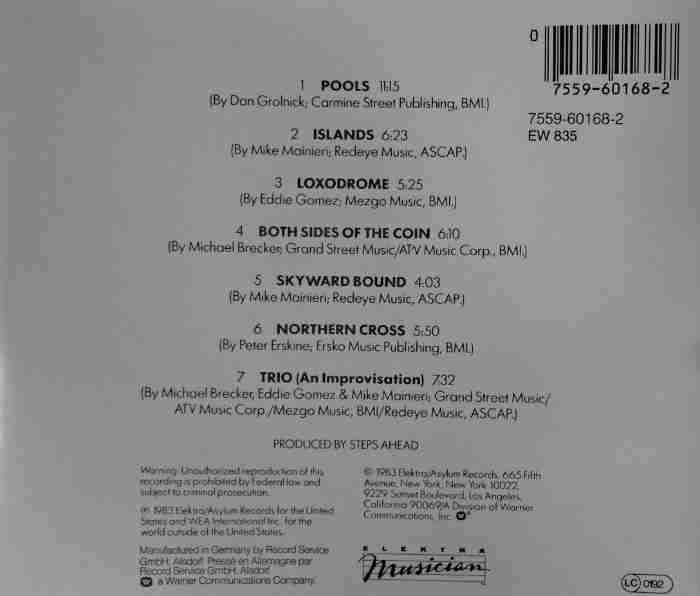 0
7559-60168-2
7559-60168-2
EW 835
1 POOLS 11:15
(By Don Grolnick; Carmine Street Publishing, BMI.)
2 ISLANDS 6:23
(By Mike Mainieri; Redeye Music, ASCAP.)
3 LOXODROME 5:25
(By Eddie Gomez; Mezgo Music, BMI.)
4 BOTH SIDES OF THE COIN 6:10
(By Michael Brecker; Grand Street Music/ATV Music Corp., BMI.)
5 SKYWARD BOUND 4:03
(By Mike Mainieri; Redeye Music, ASCAP.)
6 NORTHERN CROSS 5:50
(By Peter Erskine; Ersko Music Publishing, BMI.)
7 TRIO (An Improvisation) 7:32
(By Michael Brecker, Eddie Gomez & Mike Mainieri; Grand Street Music/
ATV Music Corp./Mezgo Music, BMI/Redeye Music, ASCAP.)
PRODUCED BY STEPS AHEAD
Warning: Unauthorized reproduction of this
recording is prohibited by Federal law and
subject to criminal prosecution.
℗ 1983 Elektra/Asylum Records for the United
States and WEA International Inc. for the
world outside of the United States.
Manufactured in Germany by Record Service
GmbH, Alsdorf. Pressé en Allemagne par
Record Service GmbH, Alsdorf.
a Warner Communications Company.
© 1983 Elektra/Asylum Records, 665 Fifth
Avenue, New York, New York 10022,
9229 Sunset Boulevard, Los Angeles,
California 90069/A Division of Warner
Communications, Inc.
ELEKTRA
Musician
LC 0192